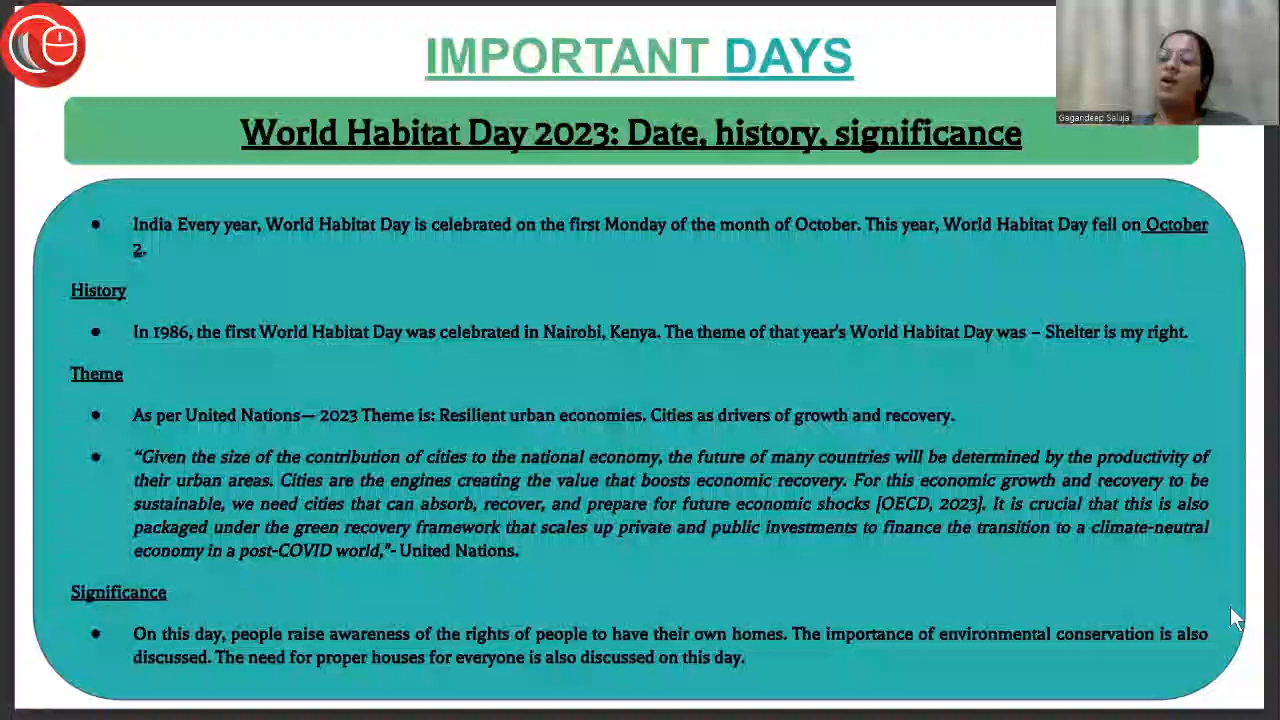 IMPORTANT DAYS
Gagandeep Saluja
World Habitat Day 2023: Date, history, significance
● India Every year, World Habitat Day is celebrated on the first Monday of the month of October. This year, World Habitat Day fell on October
2.
History
● In 1986, the first World Habitat Day was celebrated in Nairobi, Kenya. The theme of that year's World Habitat Day was – Shelter is my right.
Theme
● As per United Nations— 2023 Theme is: Resilient urban economies. Cities as drivers of growth and recovery.
● “Given the size of the contribution of cities to the national economy, the future of many countries will be determined by the productivity of
their urban areas. Cities are the engines creating the value that boosts economic recovery. For this economic growth and recovery to be
sustainable, we need cities that can absorb, recover, and prepare for future economic shocks [OECD, 2023]. It is crucial that this is also
packaged under the green recovery framework that scales up private and public investments to finance the transition to a climate-neutral
economy in a post-COVID world,”- United Nations.
Significance
● On this day, people raise awareness of the rights of people to have their own homes. The importance of environmental conservation is also
discussed. The need for proper houses for everyone is also discussed on this day.